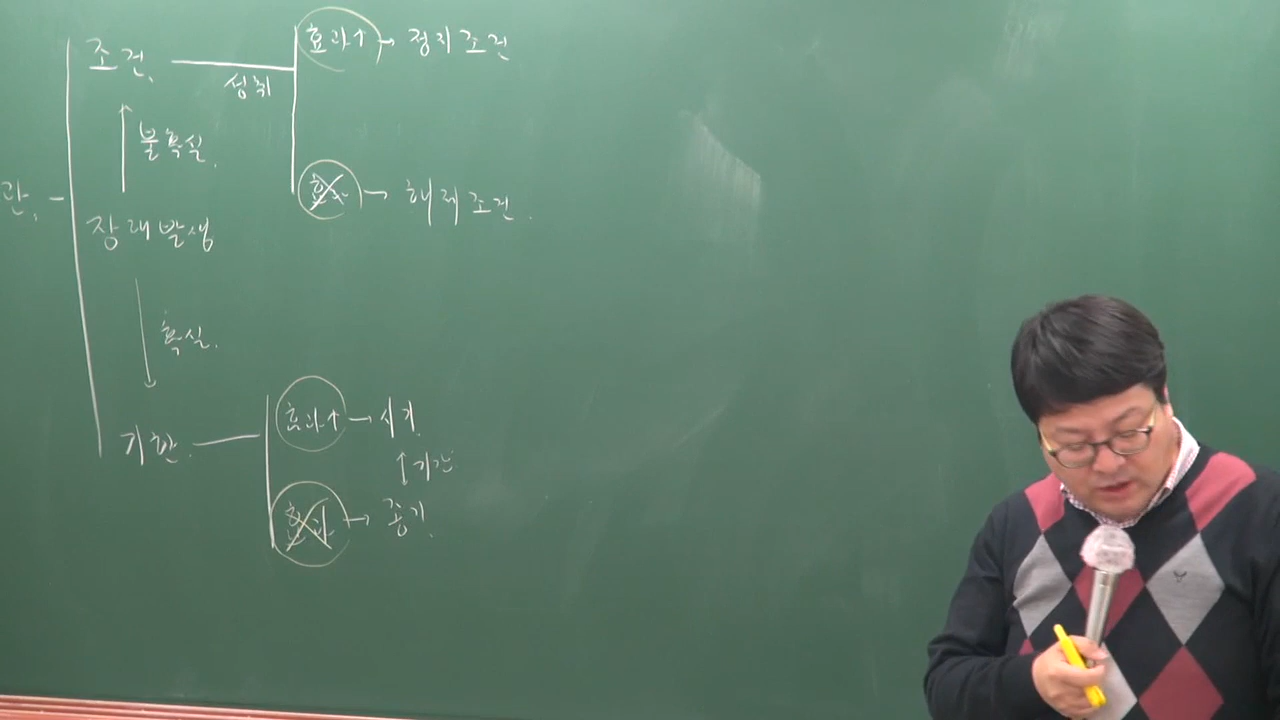 효과↑ → 정지조건
조건.
성취
불확실.
효과 → 해제조건.
관.
장래발생
확실.
효과↑ → 시기.
기한.
↕ 기간
효과 → 종기.